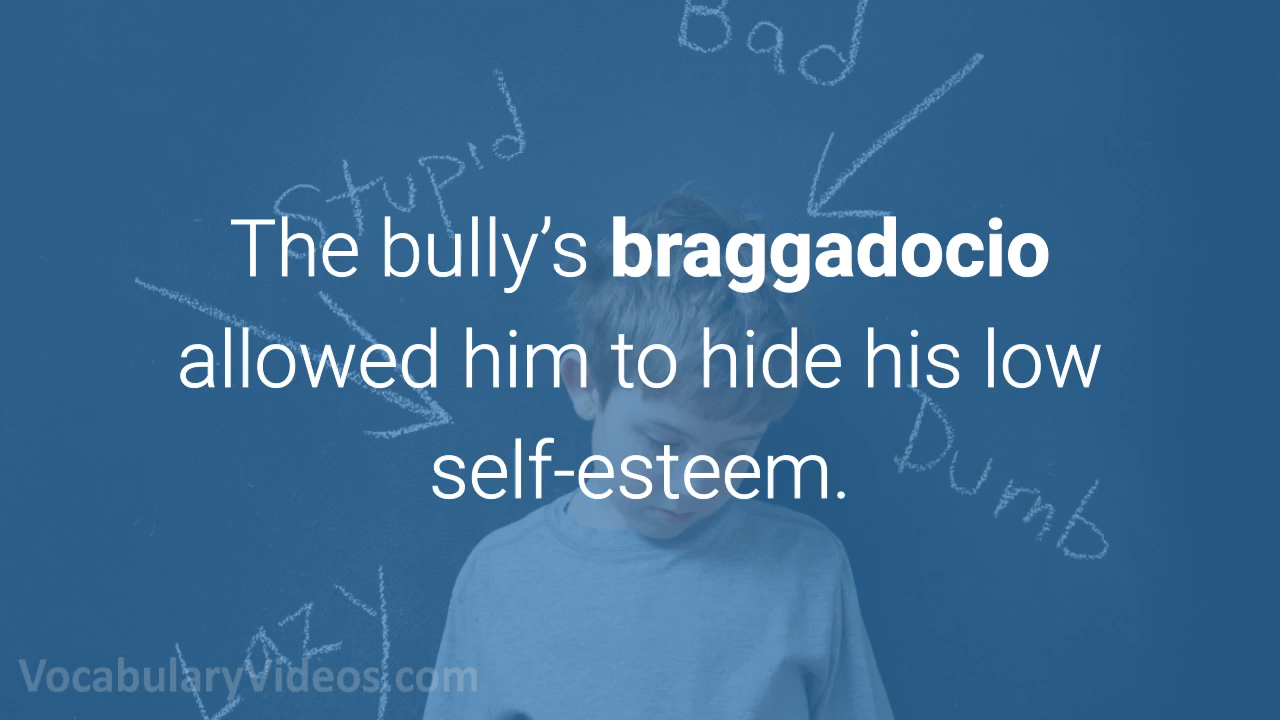 Bad
Stupid
The bully’s braggadocio
allowed him to hide his low
self-esteem.
Dumb
Lazy
VocabularyVideos.com